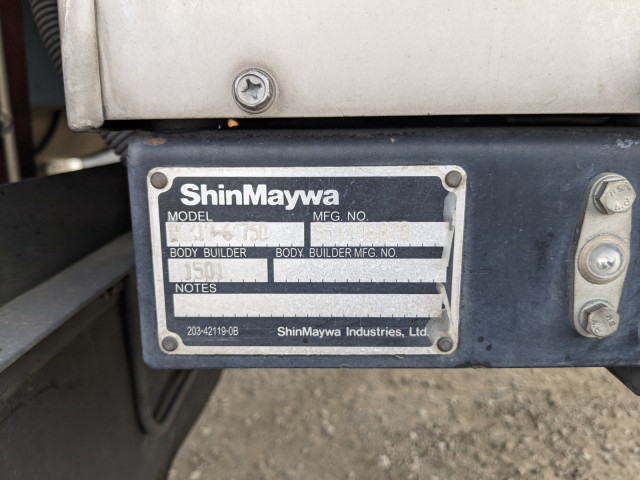 ShinMaywa
MODEL MFG. NO.
BODY BUILDER BODY BUILDER MFG. NO.
1501
NOTES
203-42119-0B ShinMaywa Industries, Ltd.